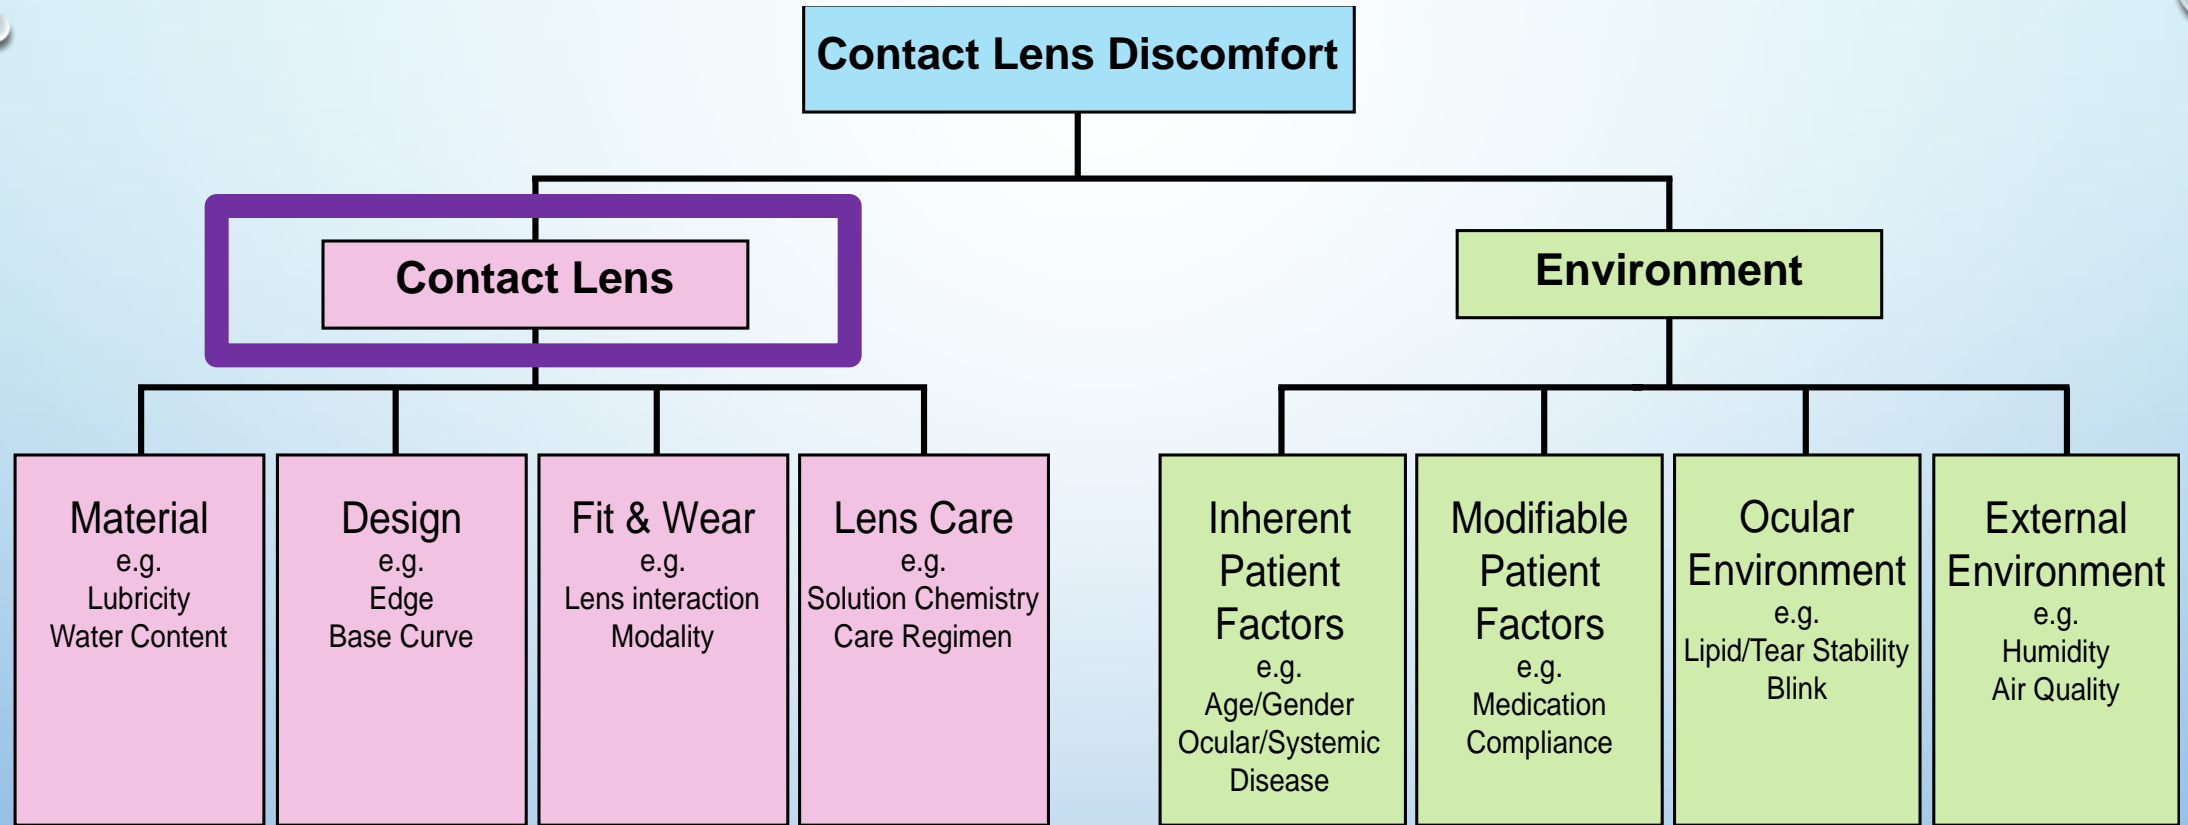 Contact Lens Discomfort
Contact Lens
Environment
Material
e.g.
Lubricity
Water Content
Design
e.g.
Edge
Base Curve
Fit & Wear
e.g.
Lens interaction
Modality
Lens Care
e.g.
Solution Chemistry
Care Regimen
Inherent
Patient
Factors
e.g.
Age/Gender
Ocular/Systemic
Disease
Modifiable
Patient
Factors
e.g.
Medication
Compliance
Ocular
Environment
e.g.
Lipid/Tear Stability
Blink
External
Environment
e.g.
Humidity
Air Quality